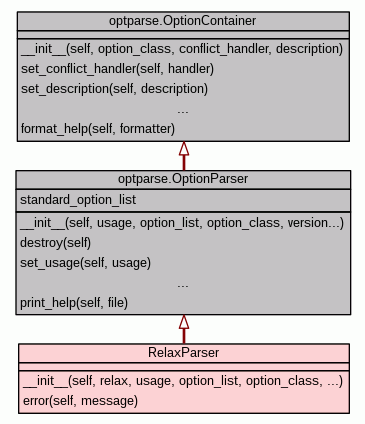 optparse.OptionContainer
__init__(self, option_class, conflict_handler, description)
set_conflict_handler(self, handler)
set_description(self, description)
...
format_help(self, formatter)
optparse.OptionParser
standard_option_list
__init__(self, usage, option_list, option_class, version...)
destroy(self)
set_usage(self, usage)
...
print_help(self, file)
RelaxParser
__init__(self, relax, usage, option_list, option_class, ...)
error(self, message)